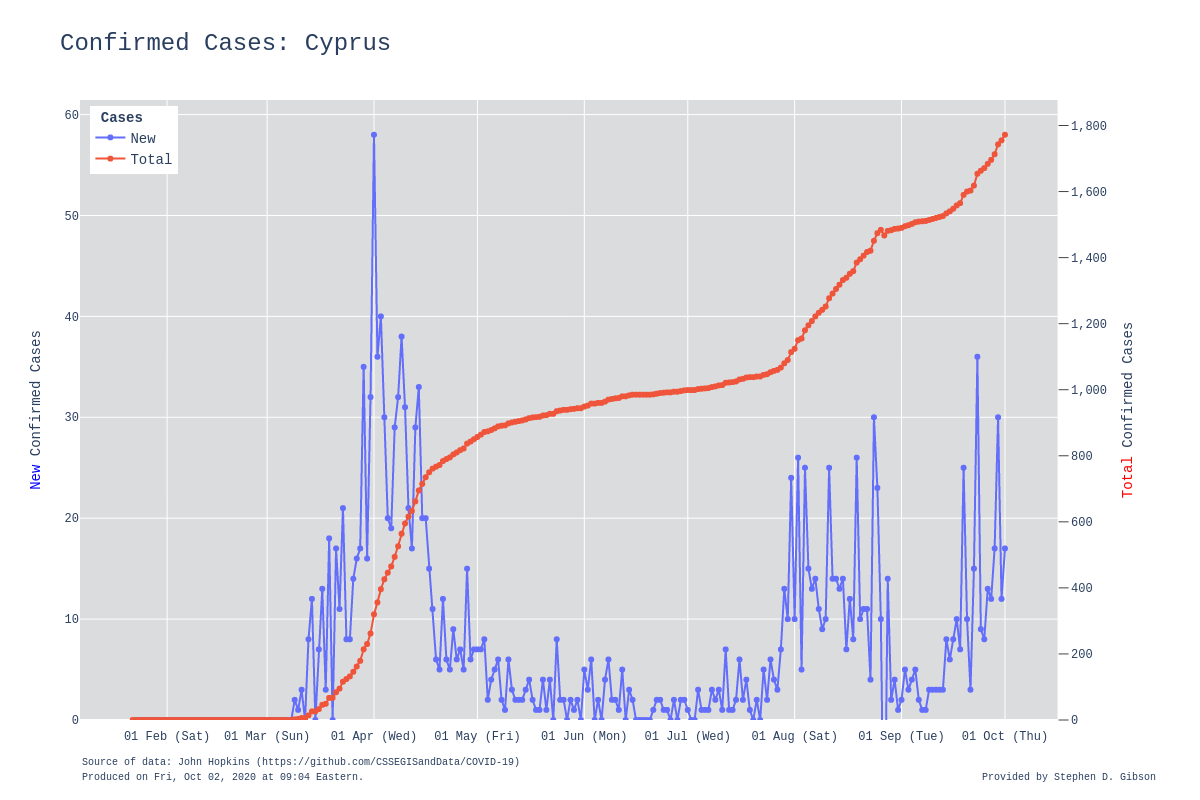 Confirmed Cases: Cyprus
Cases
New
Total
60
50
40
30
20
10
0
1,800
1,600
1,400
1,200
1,000
800
600
400
200
0
New Confirmed Cases
Total Confirmed Cases
01 Feb (Sat) 01 Mar (Sun) 01 Apr (Wed) 01 May (Fri) 01 Jun (Mon) 01 Jul (Wed) 01 Aug (Sat) 01 Sep (Tue) 01 Oct (Thu)
Source of data: John Hopkins (https://github.com/CSSEGISandData/COVID-19)
Produced on Fri, Oct 02, 2020 at 09:04 Eastern.
Provided by Stephen D. Gibson